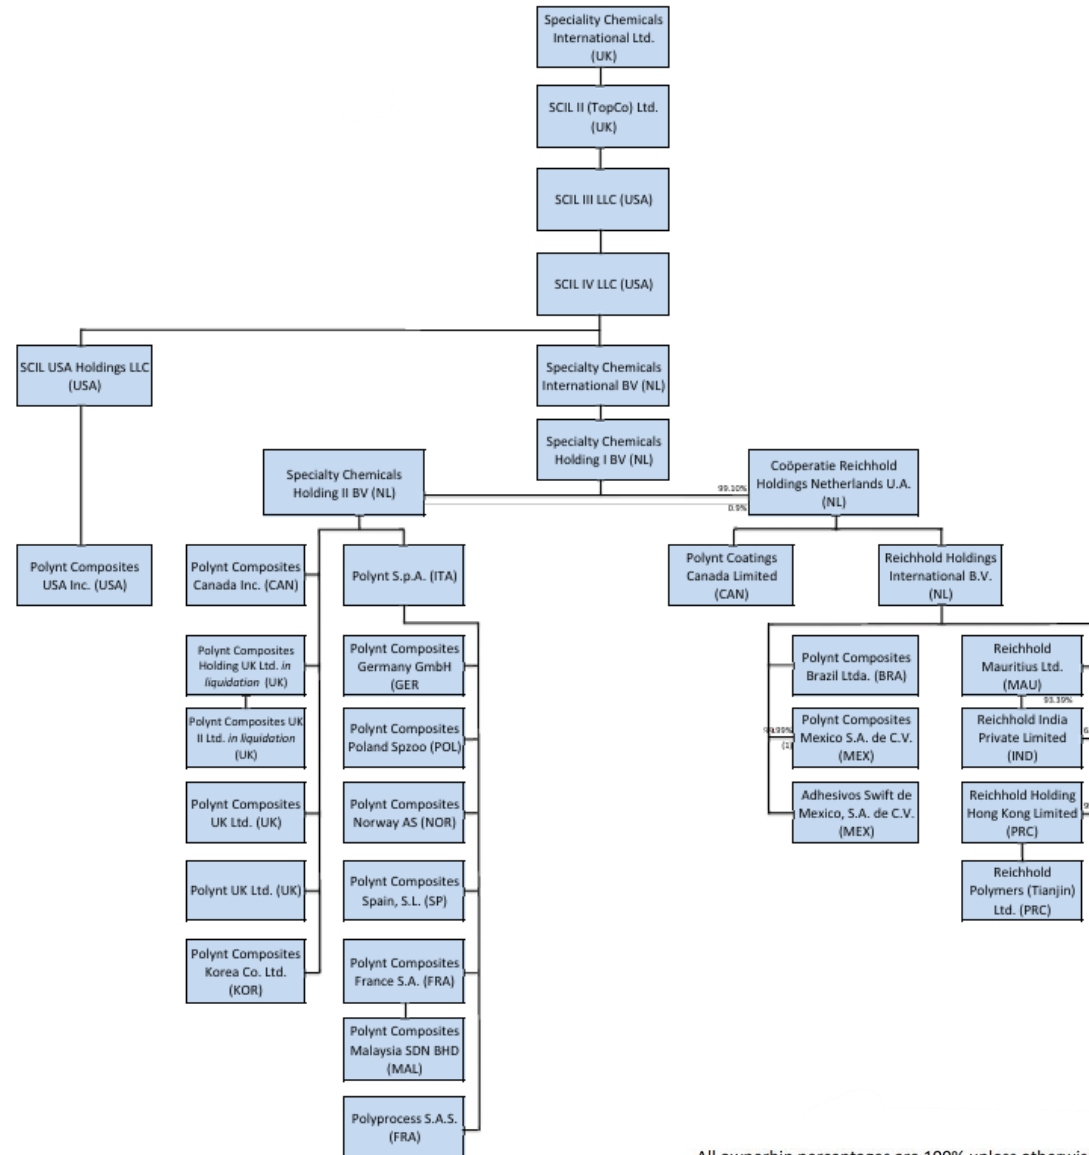 Speciality Chemicals
International Ltd.
(UK)
SCIL II (TopCo) Ltd.
(UK)
SCIL III LLC (USA)
SCIL IV LLC (USA)
SCIL USA Holdings LLC
(USA)
Specialty Chemicals
International BV (NL)
Specialty Chemicals
Holding I BV (NL)
Specialty Chemicals
Holding II BV (NL)
99.10%
0.9%
Coöperatie Reichhold
Holdings Netherlands U.A.
(NL)
Polynt Composites
USA Inc. (USA)
Polynt Composites
Canada Inc. (CAN)
Polynt S.p.A. (ITA)
Polynt Coatings
Canada Limited
(CAN)
Reichhold Holdings
International B.V.
(NL)
Polynt Composites
Holding UK Ltd. in
liquidation (UK)
Polynt Composites UK
II Ltd. in liquidation
(UK)
Polynt Composites
UK Ltd. (UK)
Polynt UK Ltd. (UK)
Polynt Composites
Korea Co. Ltd.
(KOR)
Polynt Composites
Germany GmbH
(GER
Polynt Composites
Poland Spzoo (POL)
Polynt Composites
Norway AS (NOR)
Polynt Composites
Spain, S.L. (SP)
Polynt Composites
France S.A. (FRA)
Polynt Composites
Malaysia SDN BHD
(MAL)
Polyprocess S.A.S.
(FRA)
Polynt Composites
Brazil Ltda. (BRA)
(1)
Polynt Composites
Mexico S.A. de C.V.
(MEX)
Adhesivos Swift de
Mexico, S.A. de C.V.
(MEX)
Reichhold
Mauritius Ltd.
(MAU)
93.39%
Reichhold India
Private Limited
(IND)
6
Reichhold Holding
Hong Kong Limited
(PRC)
9
Reichhold
Polymers (Tianjin)
Ltd. (PRC)